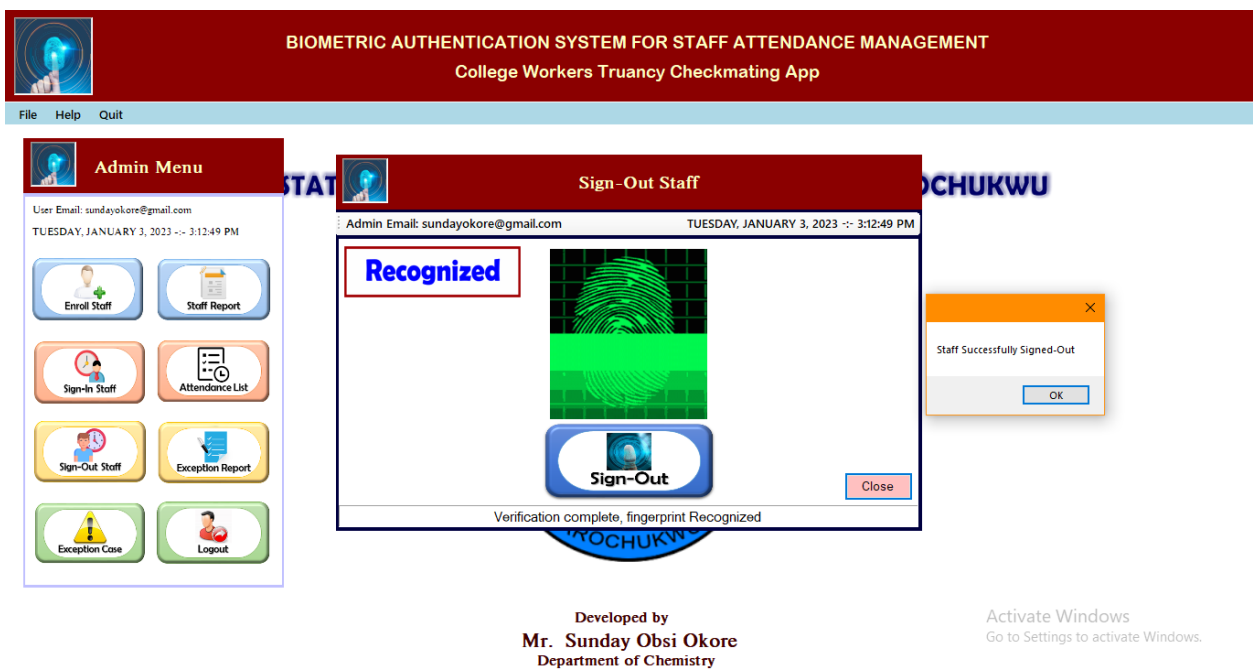 BIOMETRIC AUTHENTICATION SYSTEM FOR STAFF ATTENDANCE MANAGEMENT
College Workers Truancy Checkmating App
File Help Quit
Admin Menu
User Email: sundayokore@gmail.com
TUESDAY, JANUARY 3, 2023 -:- 3:12:49 PM
Enroll Staff
Staff Report
Sign-In Staff
Attendance List
Sign-Out Staff
Exception Report
Exception Case
Logout
STAT
OCHUKWU
Sign-Out Staff
Admin Email: sundayokore@gmail.com
TUESDAY, JANUARY 3, 2023 -:- 3:12:49 PM
Recognized
Sign-Out
Close
Verification complete, fingerprint Recognized
Staff Successfully Signed-Out
OK
AROCHUKWU
Developed by
Mr. Sunday Obsi Okore
Department of Chemistry
Activate Windows
Go to Settings to activate Windows.